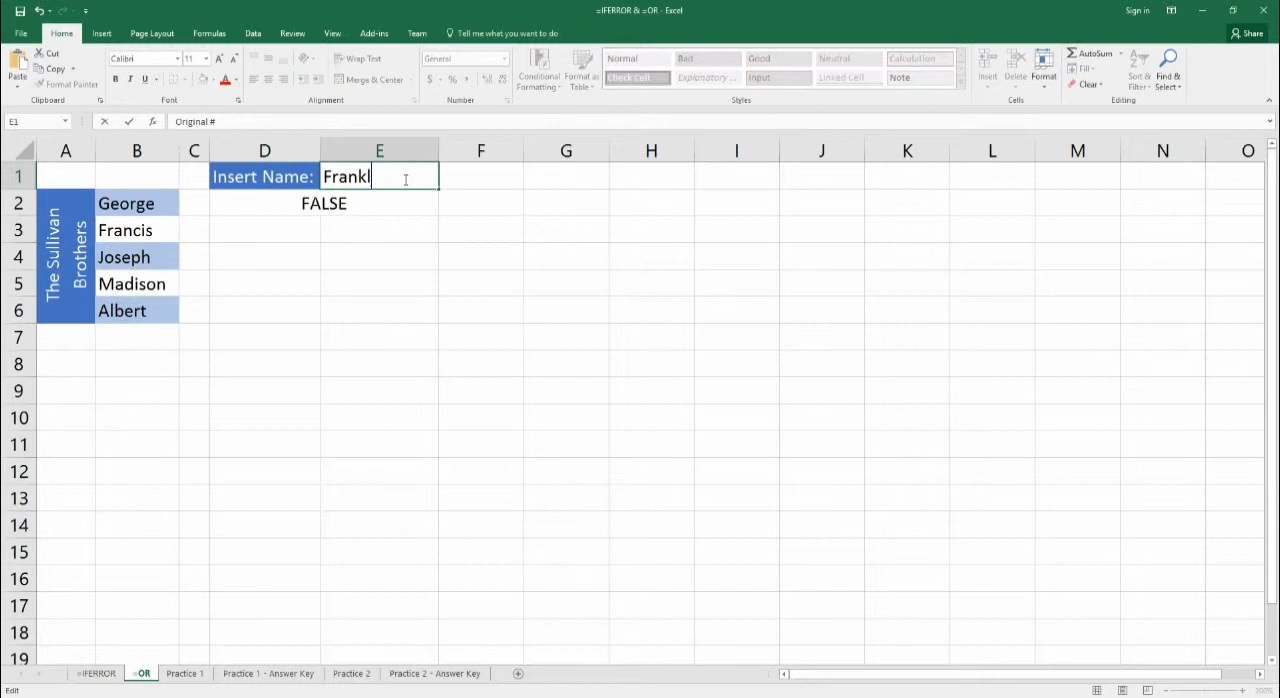 =IFERROR & =OR - Excel
Sign in
File Home Insert Page Layout Formulas Data Review View Add-ins Team Tell me what you want to do
Share
Paste
Cut
Copy
Format Painter
Clipboard
Calibri 11 A A
B I U A
Font
Wrap Text
Merge & Center
Alignment
General
$ % ,
Number
Conditional Formatting
Format as Table
Normal Bad Good Neutral Calculation
Check Cell Explanatory ... Input Linked Cell Note
Styles
Insert Delete Format
Cells
AutoSum
Fill
Clear
Sort & Filter
Find & Select
Editing
E1 fx Original #
A B C D E F G H I J K L M N O
1 Insert Name: Frankl
The Sullivan
Brothers
2 George FALSE
3 Francis
4 Joseph
5 Madison
6 Albert
7
8
9
10
11
12
13
14
15
16
17
18
19
=IFERROR =OR Practice 1 Practice 1 - Answer Key Practice 2 Practice 2 - Answer Key
Edit